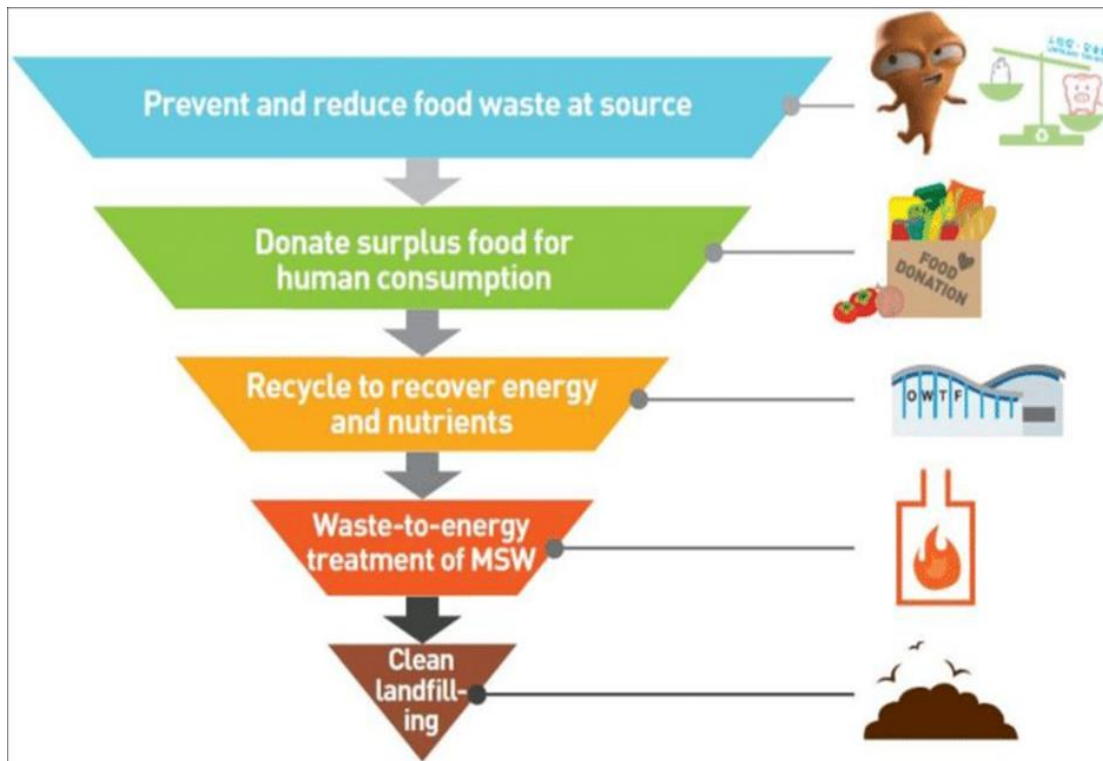 Prevent and reduce food waste at source
Donate surplus food for
human consumption
FOOD
DONATION
Recycle to recover energy
and nutrients
O W T F
Waste-to-energy
treatment of MSW
Clean
landfill-
ing